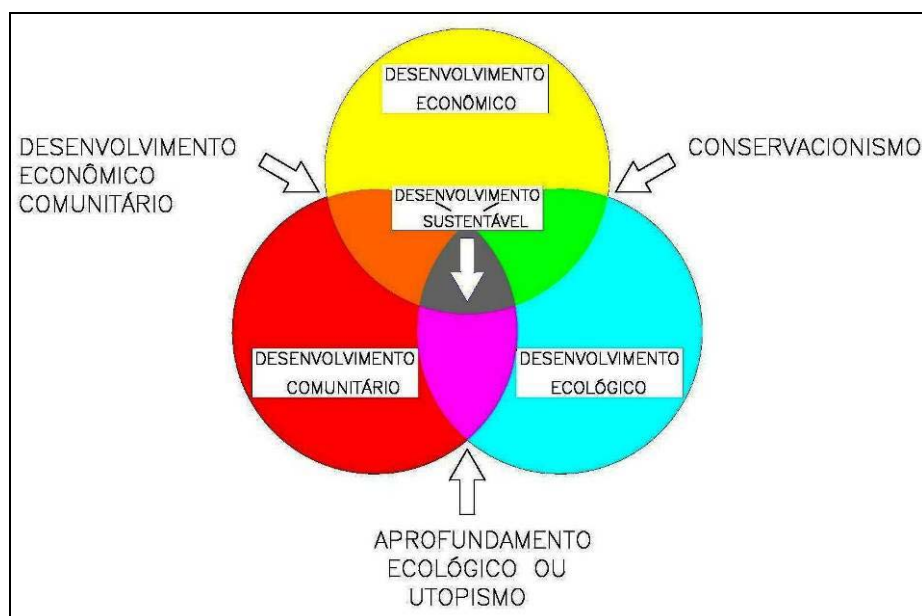 DESENVOLVIMENTO
ECONÔMICO
DESENVOLVIMENTO
ECONÔMICO
COMUNITÁRIO
CONSERVACIONISMO
DESENVOLVIMENTO
SUSTENTÁVEL
DESENVOLVIMENTO
COMUNITÁRIO
DESENVOLVIMENTO
ECOLÓGICO
APROFUNDAMENTO
ECOLÓGICO OU
UTOPISMO